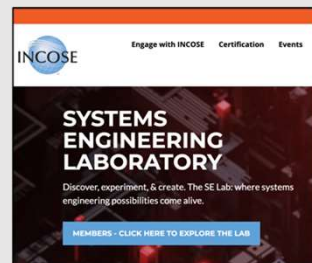 INCOSE
Engage with INCOSE Certification Events
SYSTEMS
ENGINEERING
LABORATORY
Discover, experiment, & create. The SE Lab: where systems
engineering possibilities come alive.
MEMBERS - CLICK HERE TO EXPLORE THE LAB